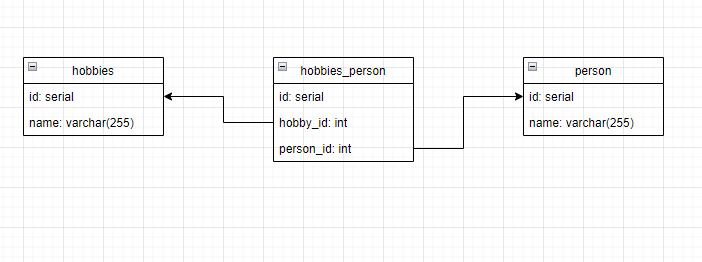 hobbies
id: serial
name: varchar(255)
hobbies_person
id: serial
hobby_id: int
person_id: int
person
id: serial
name: varchar(255)